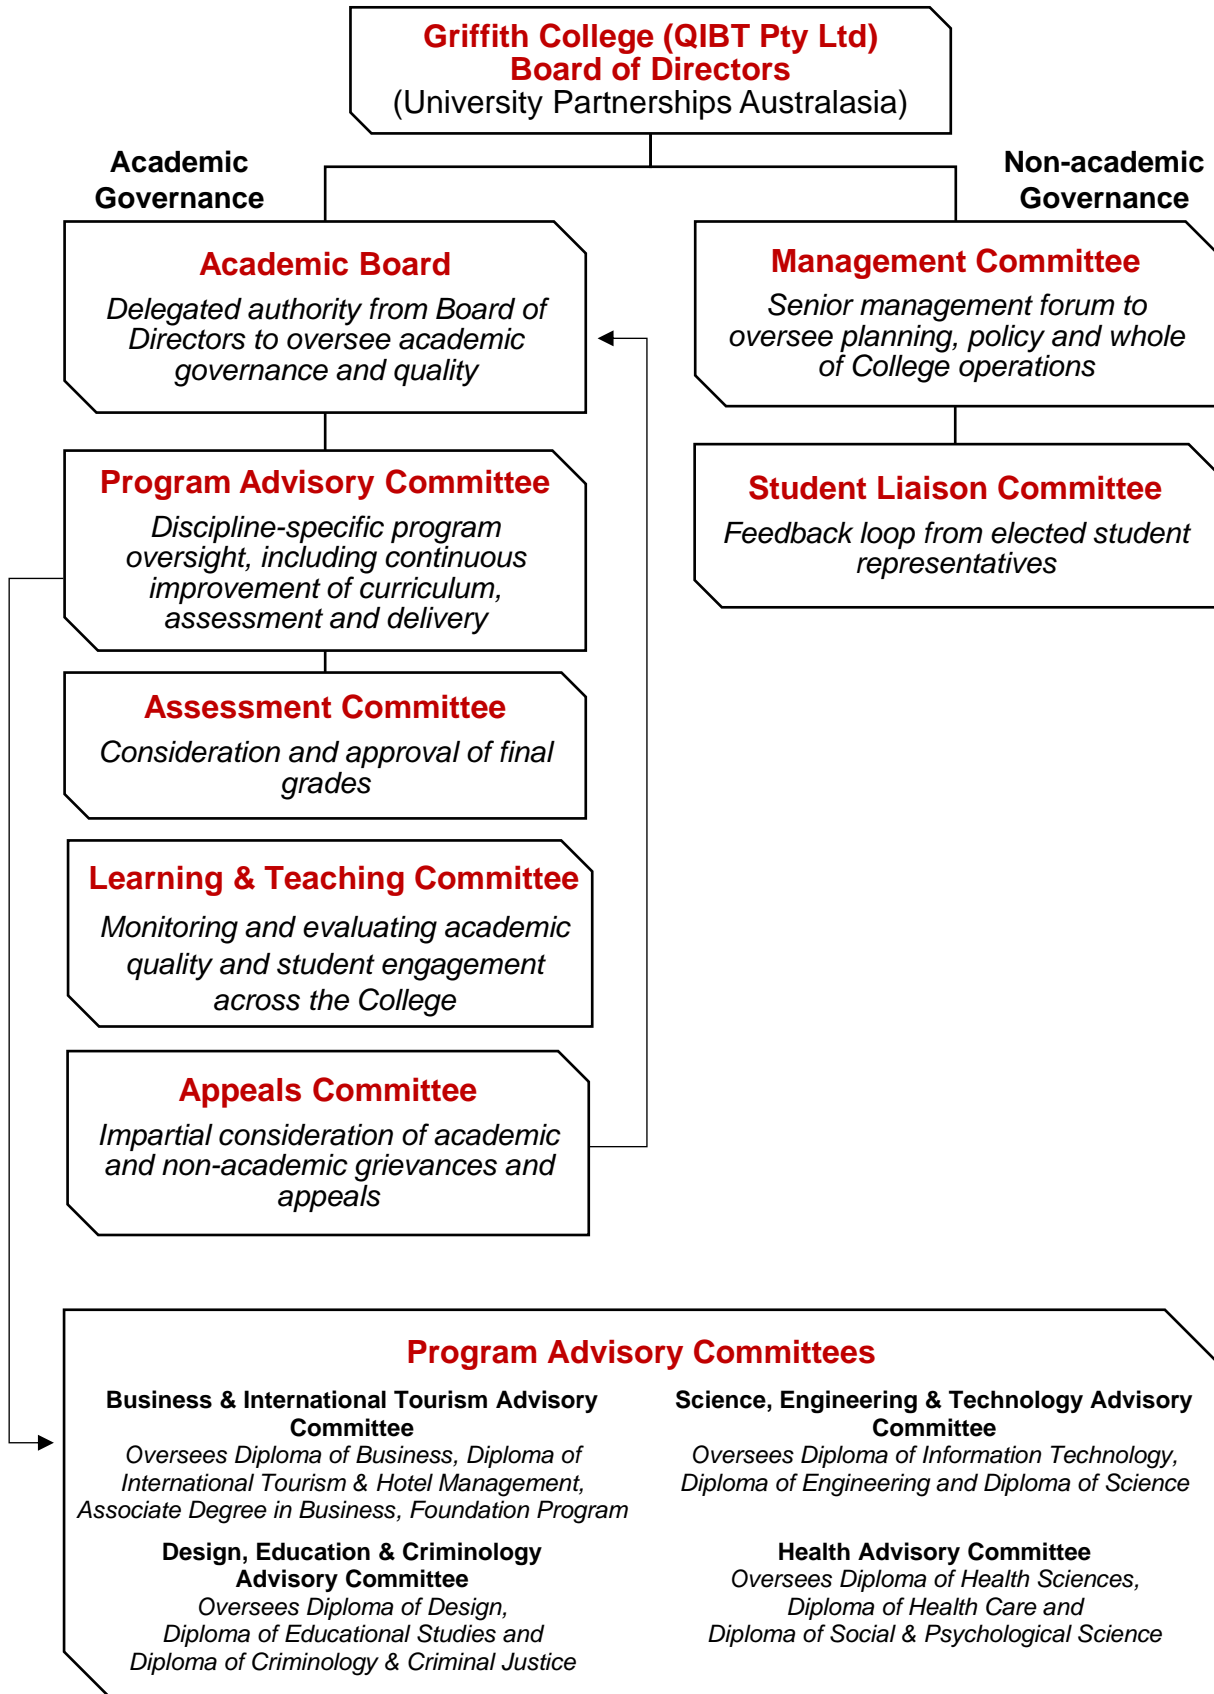 Griffith College (QIBT Pty Ltd)
Board of Directors
(University Partnerships Australasia)
Academic
Governance
Non-academic
Governance
Academic Board
Delegated authority from Board of
Directors to oversee academic
governance and quality
Management Committee
Senior management forum to
oversee planning, policy and whole
of College operations
Program Advisory Committee
Discipline-specific program
oversight, including continuous
improvement of curriculum,
assessment and delivery
Student Liaison Committee
Feedback loop from elected student
representatives
Assessment Committee
Consideration and approval of final
grades
Learning & Teaching Committee
Monitoring and evaluating academic
quality and student engagement
across the College
Appeals Committee
Impartial consideration of academic
and non-academic grievances and
appeals
Program Advisory Committees
Business & International Tourism Advisory
Committee
Oversees Diploma of Business, Diploma of
International Tourism & Hotel Management,
Associate Degree in Business, Foundation Program
Science, Engineering & Technology Advisory
Committee
Oversees Diploma of Information Technology,
Diploma of Engineering and Diploma of Science
Design, Education & Criminology
Advisory Committee
Oversees Diploma of Design,
Diploma of Educational Studies and
Diploma of Criminology & Criminal Justice
Health Advisory Committee
Oversees Diploma of Health Sciences,
Diploma of Health Care and
Diploma of Social & Psychological Science